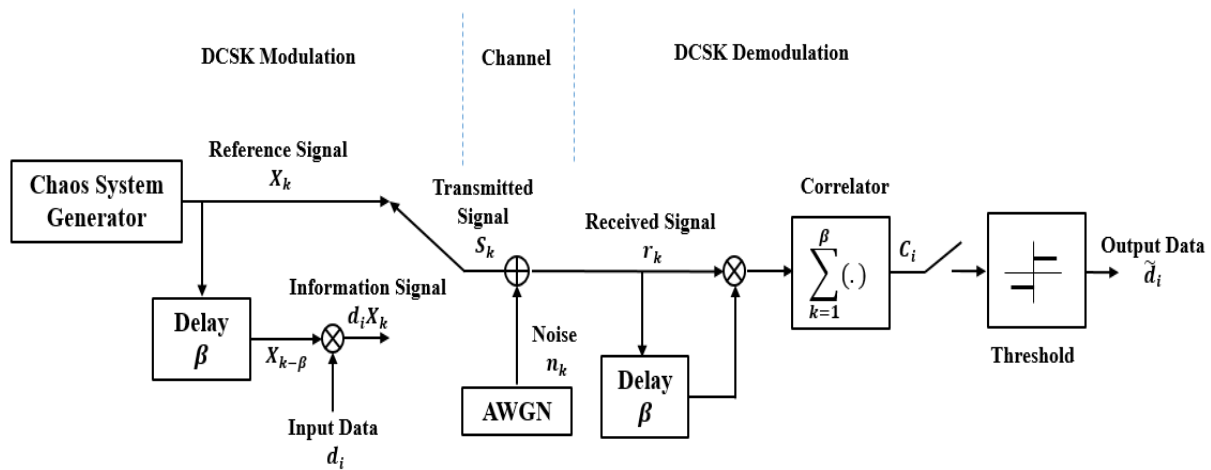 DCSK Modulation
Channel
DCSK Demodulation
Chaos System
Generator
Reference Signal
X_k
Delay
β
X_{k-β}
Information Signal
d_iX_k
Input Data
d_i
Transmitted
Signal
S_k
Noise
n_k
AWGN
Received Signal
r_k
Delay
β
Correlator
β
∑(.)
k=1
C_i
Threshold
Output Data
d̃_i